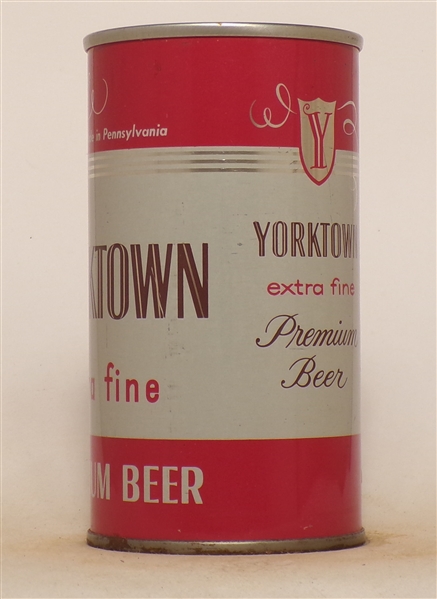 in Pennsylvania
KTOWN
fine
UM BEER
Y
YORKTOWN
extra fine
Premium
Beer